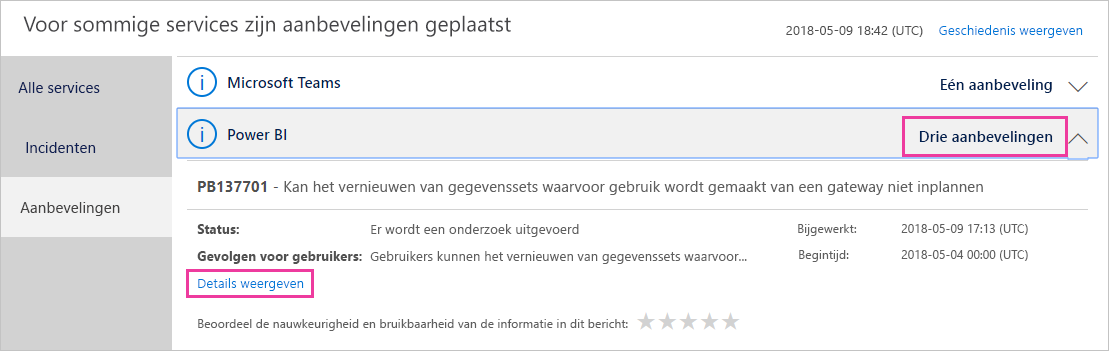 Voor sommige services zijn aanbevelingen geplaatst
2018-05-09 18:42 (UTC) Geschiedenis weergeven
Alle services
Incidenten
Aanbevelingen
Microsoft Teams Eén aanbeveling
Power BI Drie aanbevelingen
PB137701 - Kan het vernieuwen van gegevenssets waarvoor gebruik wordt gemaakt van een gateway niet inplannen
Status: Er wordt een onderzoek uitgevoerd Bijgewerkt: 2018-05-09 17:13 (UTC)
Gevolgen voor gebruikers: Gebruikers kunnen het vernieuwen van gegevenssets waarvoor... Begintijd: 2018-05-04 00:00 (UTC)
Details weergeven
Beoordeel de nauwkeurigheid en bruikbaarheid van de informatie in dit bericht: